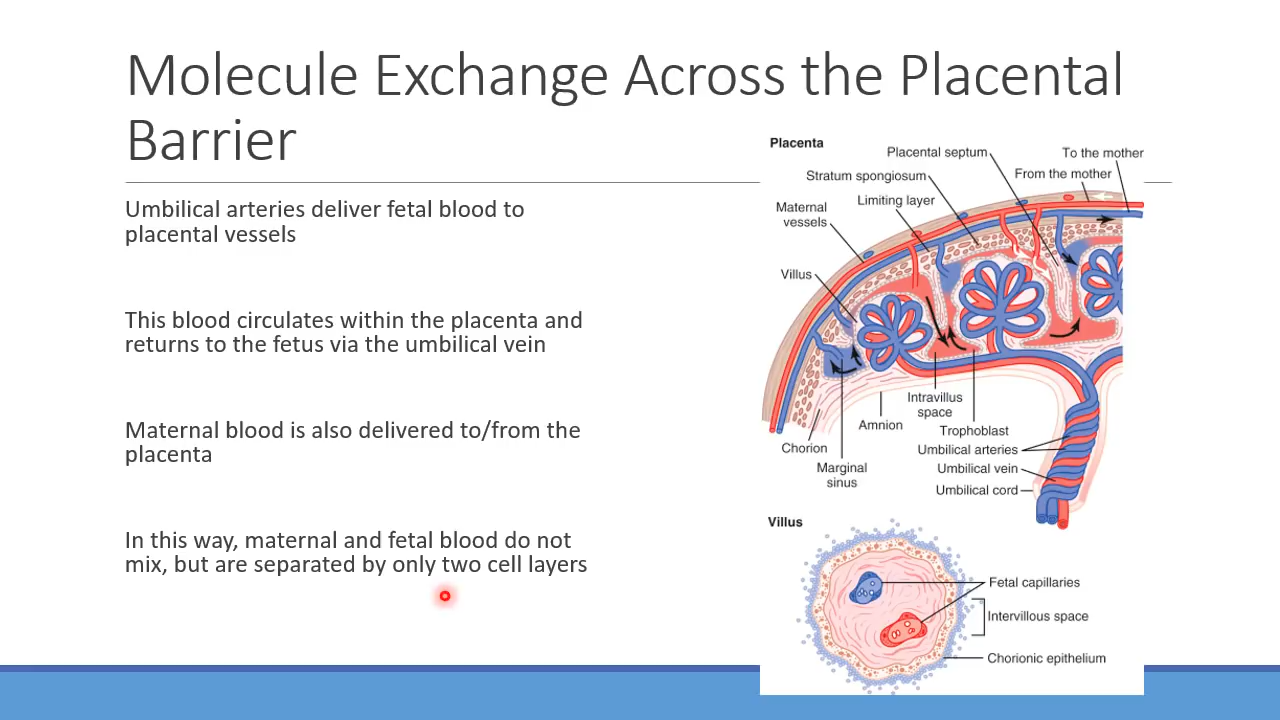 Molecule Exchange Across the Placental
Barrier
Umbilical arteries deliver fetal blood to
placental vessels
This blood circulates within the placenta and
returns to the fetus via the umbilical vein
Maternal blood is also delivered to/from the
placenta
In this way, maternal and fetal blood do not
mix, but are separated by only two cell layers
Placenta
Placental septum
To the mother
Stratum spongiosum
From the mother
Limiting layer
Maternal
vessels
Villus
Intravillus
space
Amnion
Trophoblast
Chorion
Umbilical arteries
Marginal
sinus
Umbilical vein
Umbilical cord
Villus
Fetal capillaries
Intervillous space
Chorionic epithelium